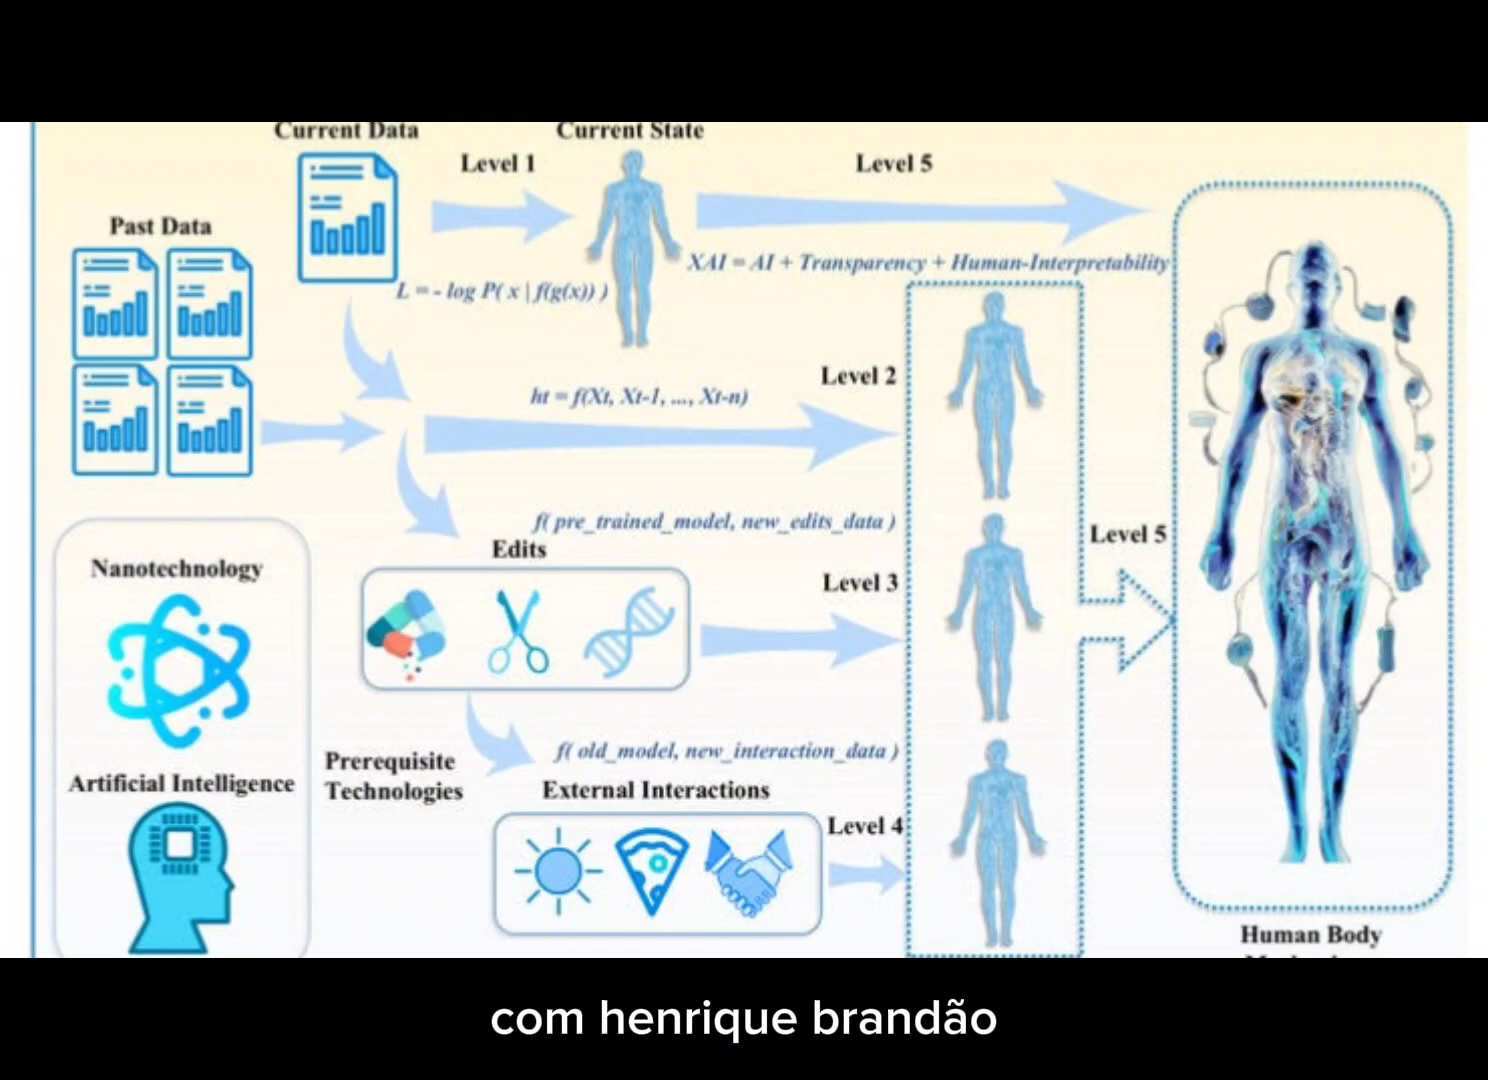 Current Data
Current State
Level 1
Level 5
Past Data
XAI = AI + Transparency + Human-Interpretability
L = - log P( x | f(g(x)) )
Level 2
ht = f(Xt, Xt-1, ..., Xt-n)
f( pre_trained_model, new_edits_data )
Level 5
Edits
Nanotechnology
Level 3
f( old_model, new_interaction_data )
Prerequisite
Technologies
Artificial Intelligence
External Interactions
Level 4
Human Body
com henrique brandão